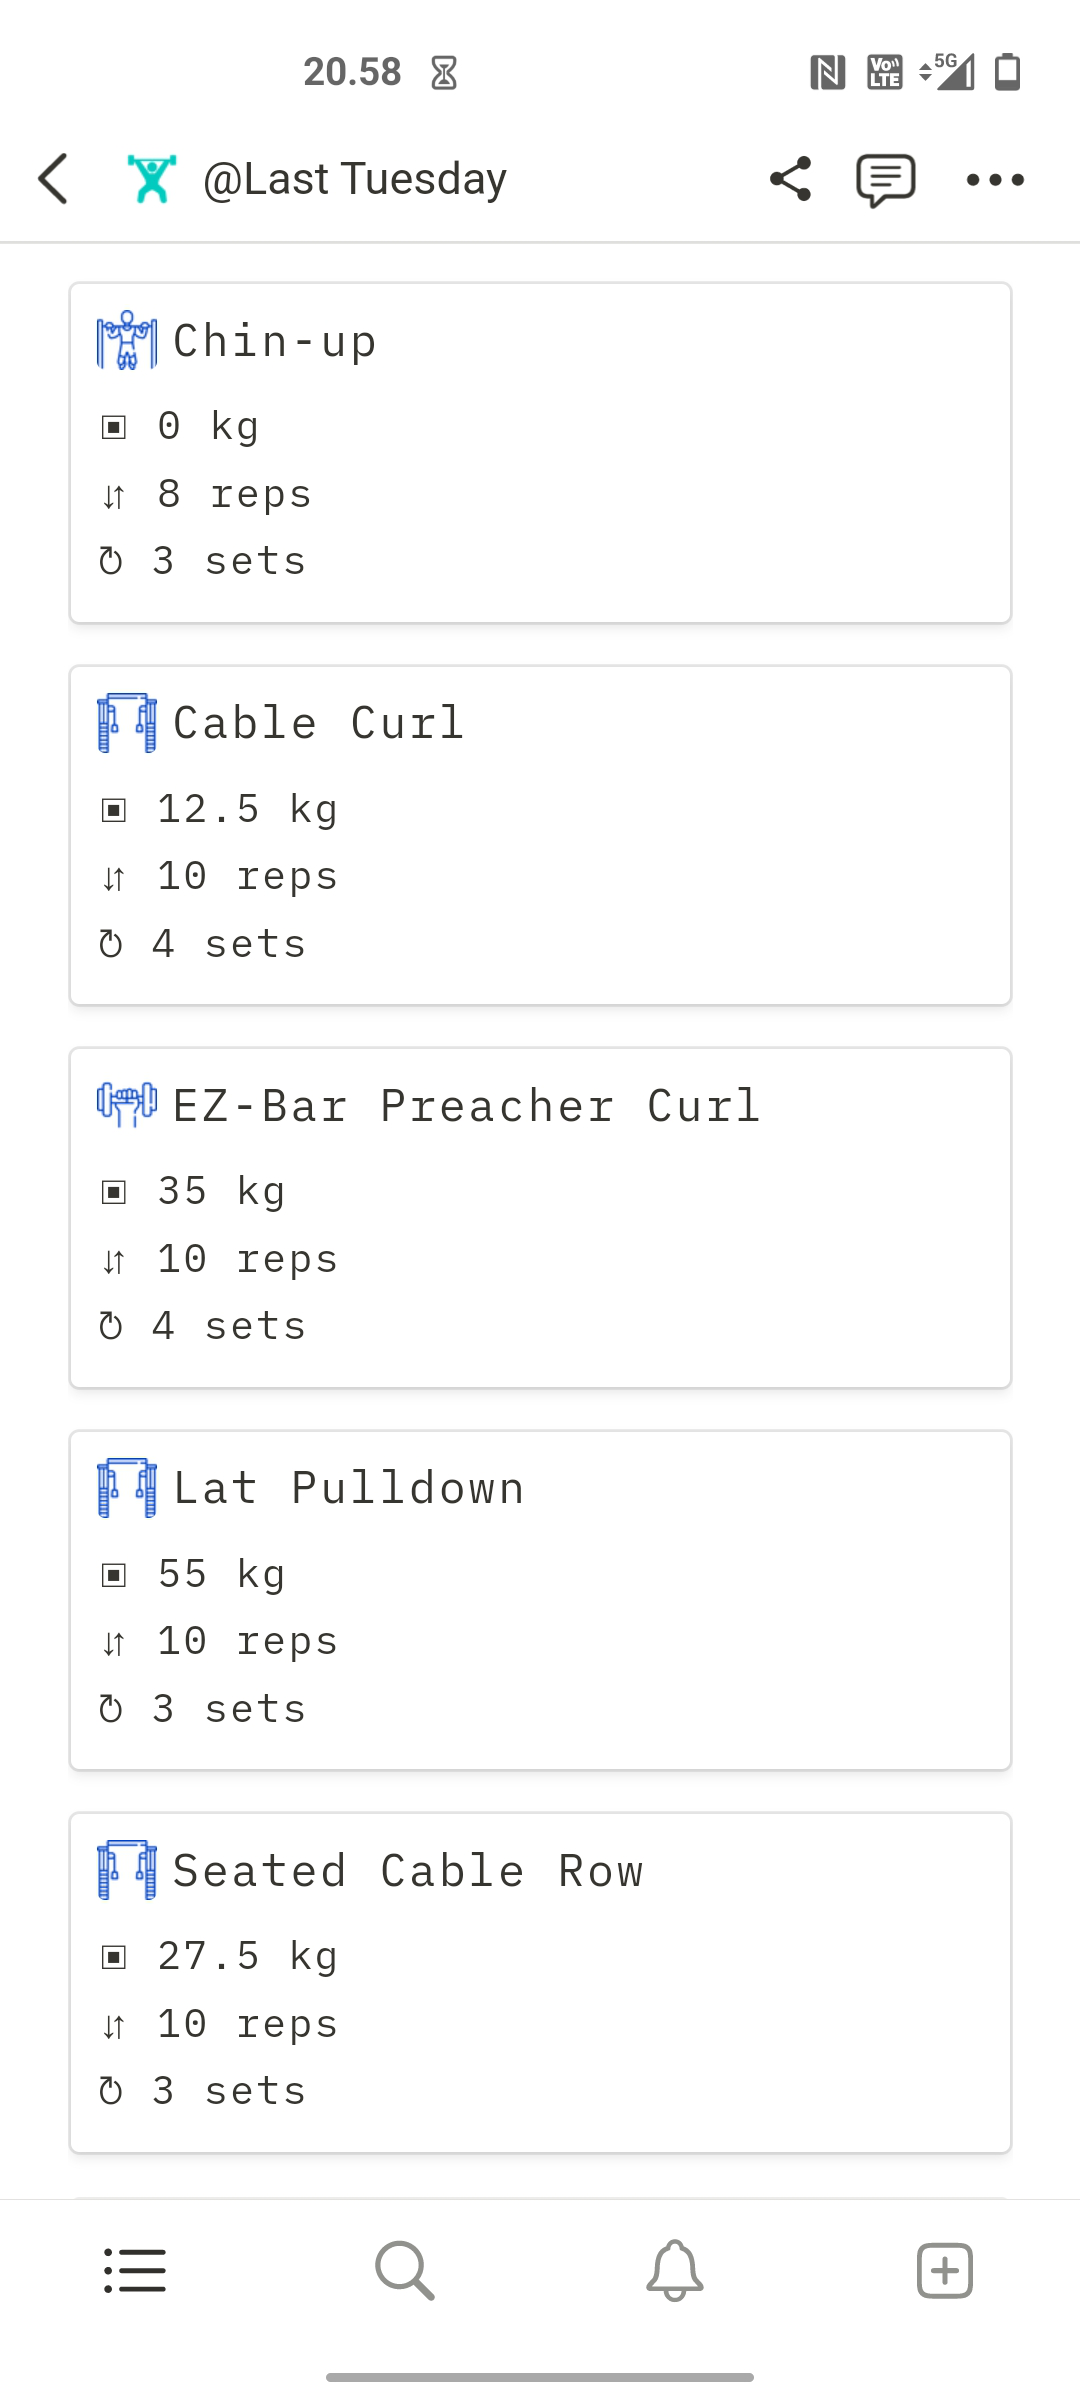 20.58
Vo LTE 5G
@Last Tuesday
Chin-up
0 kg
8 reps
3 sets
Cable Curl
12.5 kg
10 reps
4 sets
EZ-Bar Preacher Curl
35 kg
10 reps
4 sets
Lat Pulldown
55 kg
10 reps
3 sets
Seated Cable Row
27.5 kg
10 reps
3 sets